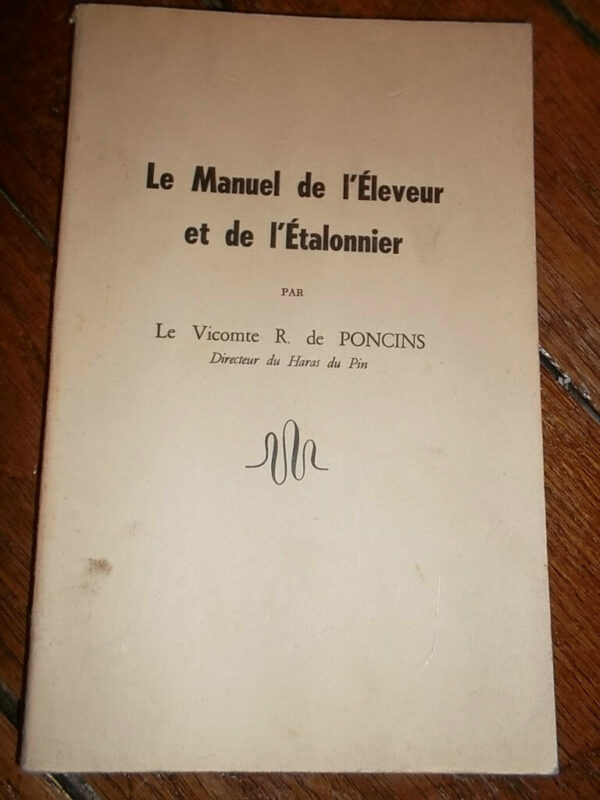 Le Manuel de l'Éleveur
et de l'Étalonnier
PAR
Le Vicomte R. de PONCINS
Directeur du Haras du Pin